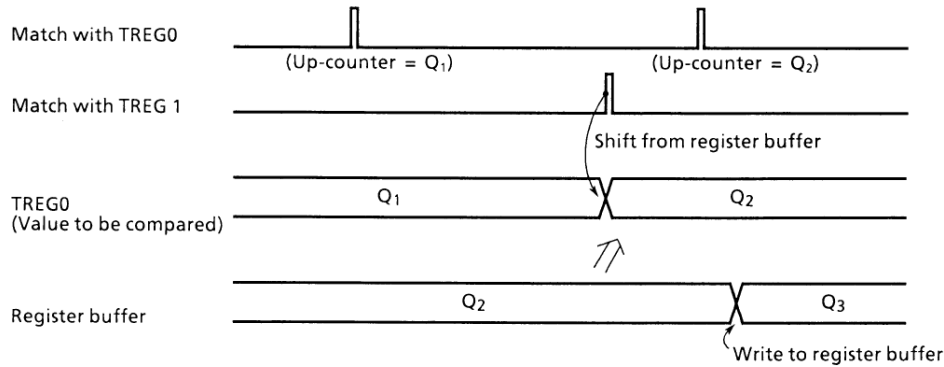 Match with TREG0
(Up-counter = Q1)
(Up-counter = Q2)
Match with TREG 1
Shift from register buffer
TREG0
(Value to be compared)
Q1
Q2
Register buffer
Q2
Q3
Write to register buffer